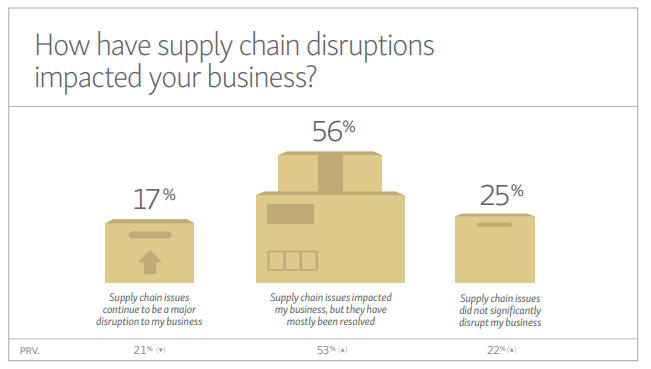 How have supply chain disruptions
impacted your business?
56%
17%
25%
Supply chain issues
continue to be a major
disruption to my business
Supply chain issues impacted
my business, but they have
mostly been resolved
Supply chain issues
did not significantly
disrupt my business
PRV. 21% (▼) 53% (▲) 22% (▲)